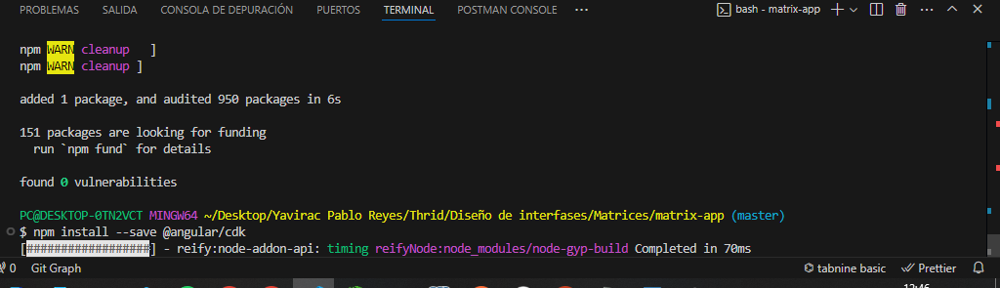 PROBLEMAS SALIDA CONSOLA DE DEPURACIÓN PUERTOS TERMINAL POSTMAN CONSOLE ··· bash - matrix-app ···
npm WARN cleanup   ]
npm WARN cleanup ]
added 1 package, and audited 950 packages in 6s
151 packages are looking for funding
  run `npm fund` for details
found 0 vulnerabilities
PC@DESKTOP-0TN2VCT MINGW64 ~/Desktop/Yavirac Pablo Reyes/Thrid/Diseño de interfases/Matrices/matrix-app (master)
$ npm install --save @angular/cdk
[##################] - reify:node-addon-api: timing reifyNode:node_modules/node-gyp-build Completed in 70ms
0 Git Graph tabnine basic Prettier